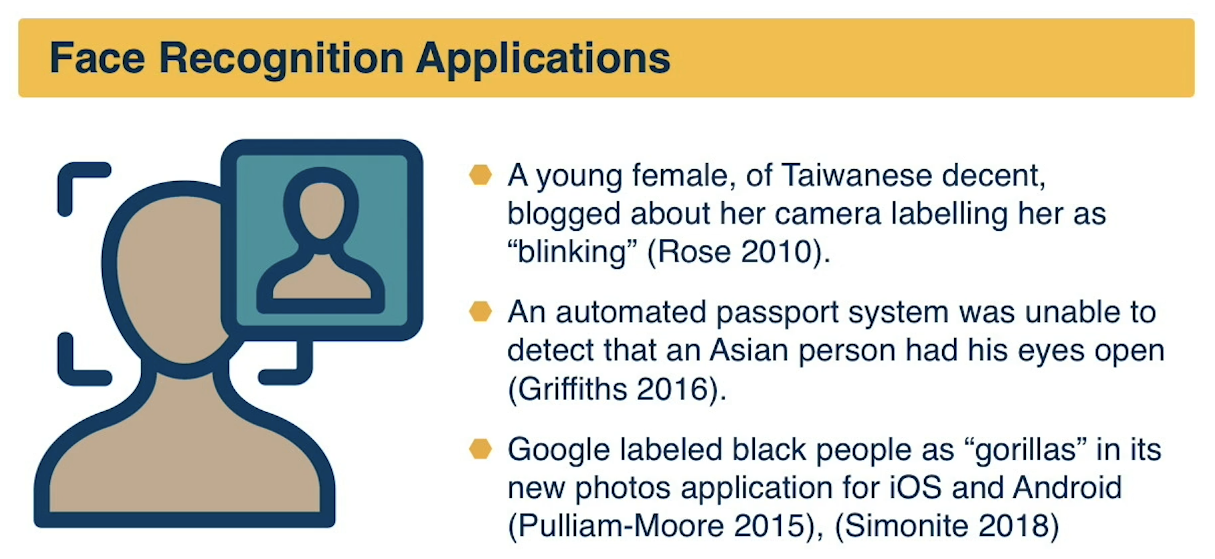 Face Recognition Applications
A young female, of Taiwanese decent,
blogged about her camera labelling her as
“blinking” (Rose 2010).
An automated passport system was unable to
detect that an Asian person had his eyes open
(Griffiths 2016).
Google labeled black people as “gorillas” in its
new photos application for iOS and Android
(Pulliam-Moore 2015), (Simonite 2018)